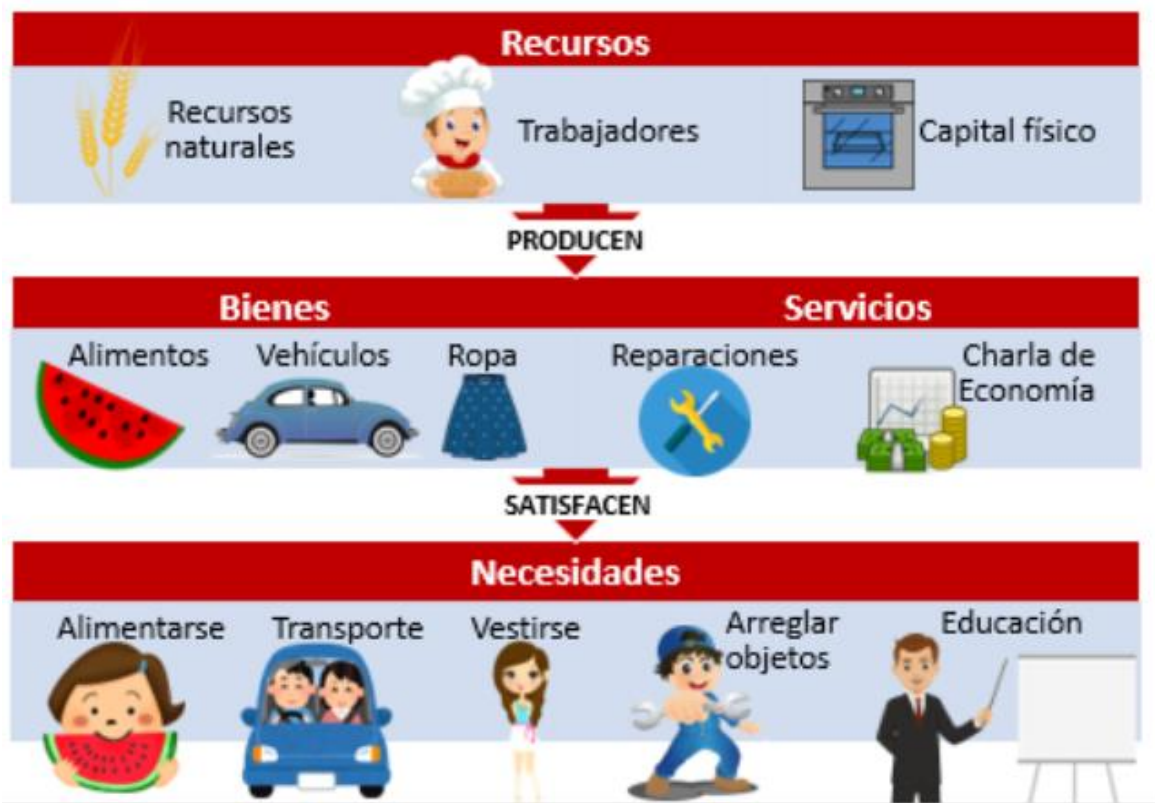 Recursos
Recursos
naturales
Trabajadores
Capital físico
PRODUCEN
Bienes
Servicios
Alimentos
Vehículos
Ropa
Reparaciones
Charla de
Economía
SATISFACEN
Necesidades
Alimentarse
Transporte
Vestirse
Arreglar
objetos
Educación